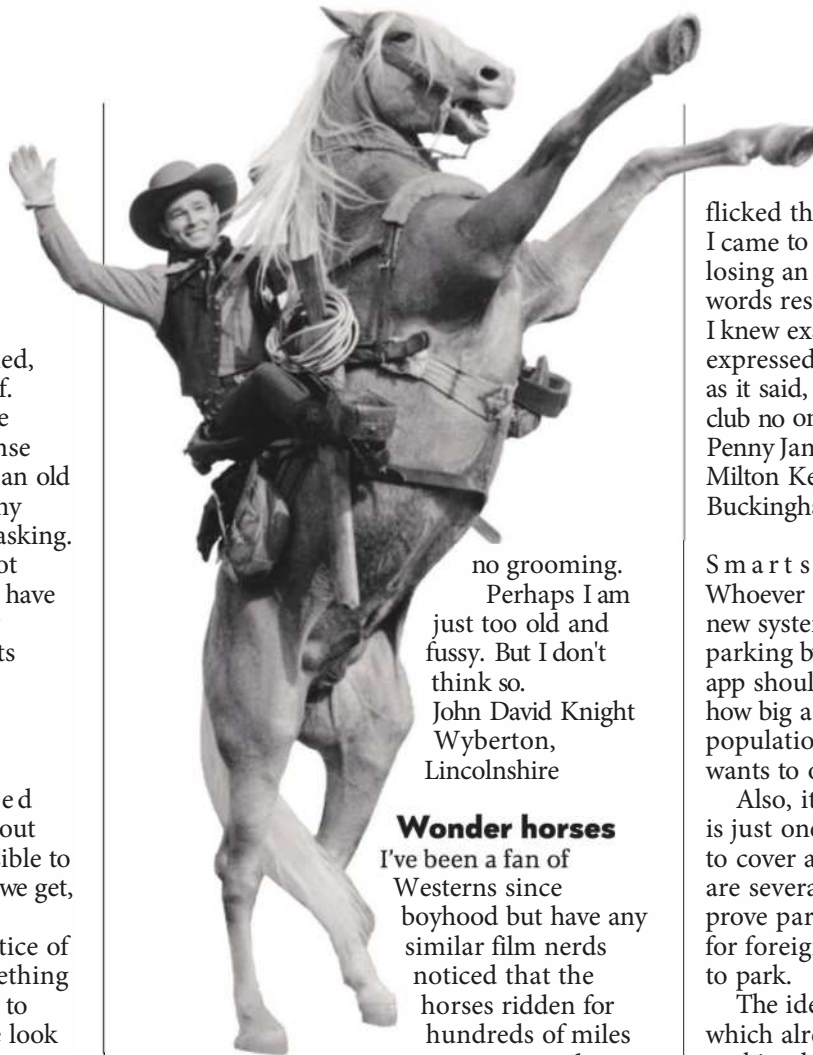 ed,
f.
e
nse
an old
ny
asking.
ot
have
ts
ed
out
ible to
we get,
tice of
ething
to
look
no grooming.
Perhaps I am
just too old and
fussy. But I don't
think so.
John David Knight
Wyberton,
Lincolnshire
Wonder horses
I've been a fan of
Westerns since
boyhood but have any
similar film nerds
noticed that the
horses ridden for
hundreds of miles
flicked th
I came to
losing an
words res
I knew ex
expressed
as it said,
club no or
Penny Jan
Milton Ke
Buckingha
Smarts
Whoever
new syster
parking b
app shoul
how big a
populatio
wants to o
Also, it
is just one
to cover a
are severa
prove par
for foreig
to park.
The ide
which alre